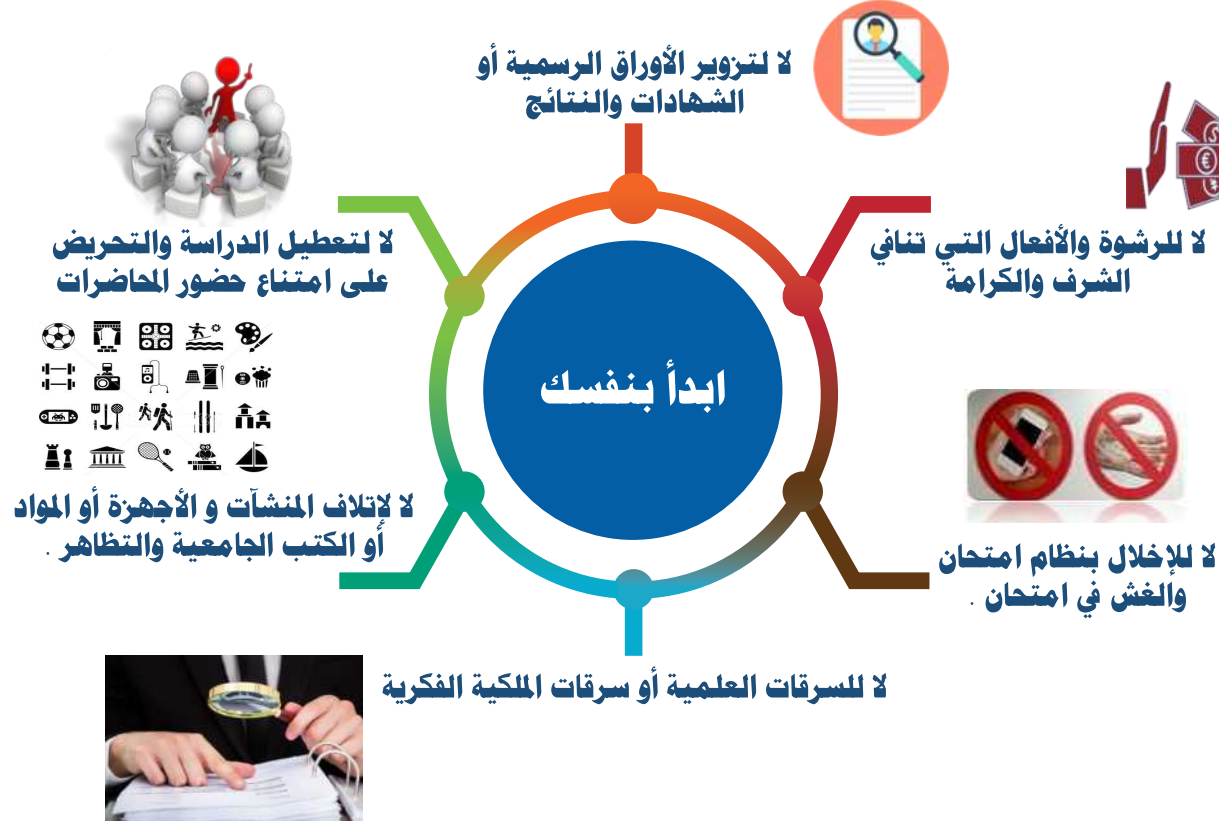 لا لتزوير الأوراق الرسمية أو
الشهادات والنتائج
لا للرشوة والأفعال التي تنافي
الشرف والكرامة
لا لتعطيل الدراسة والتحريض
على امتناع حضور المحاضرات
ابدأ بنفسك
لا لإتلاف المنشآت و الأجهزة أو المواد
أو الكتب الجامعية والتظاهر .
لا للإخلال بنظام امتحان
والغش في امتحان .
لا للسرقات العلمية أو سرقات الملكية الفكرية